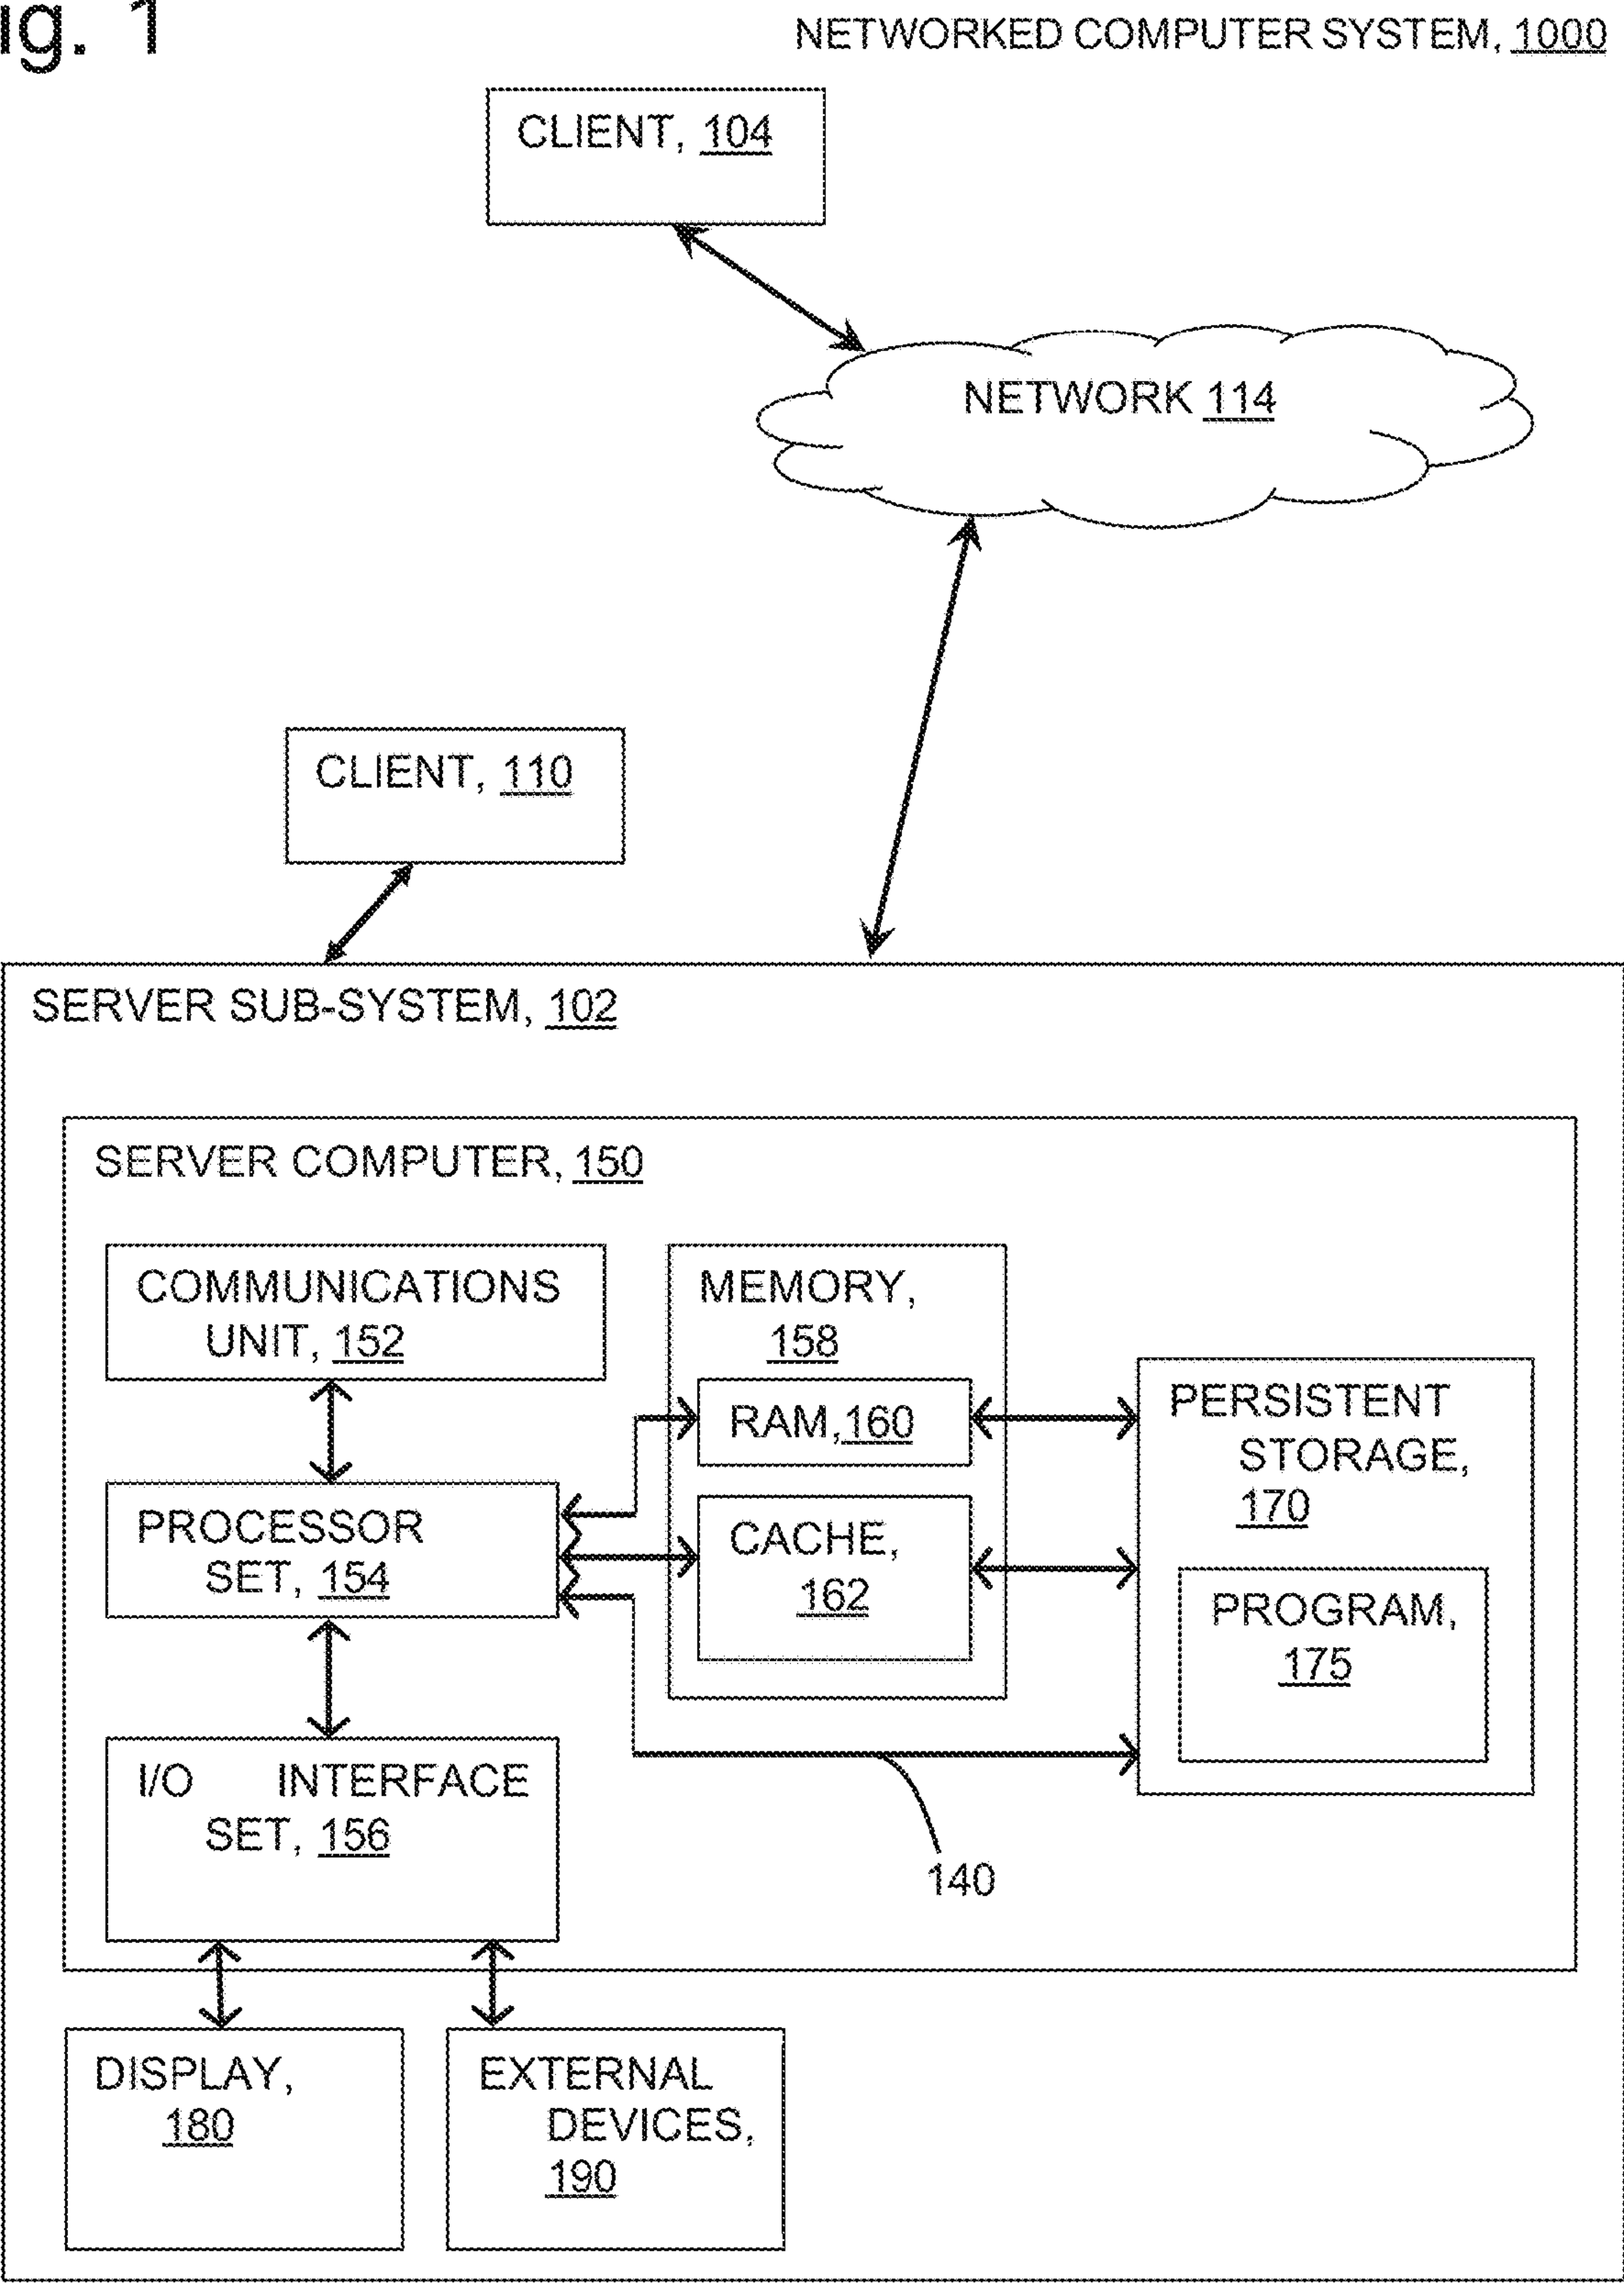 ig. 1
NETWORKED COMPUTER SYSTEM, 1000
CLIENT, 104
NETWORK 114
CLIENT, 110
SERVER SUB-SYSTEM, 102
SERVER COMPUTER, 150
COMMUNICATIONS
UNIT, 152
MEMORY,
158
RAM,160
PERSISTENT
STORAGE,
170
PROCESSOR
SET, 154
CACHE,
162
PROGRAM,
175
I/O INTERFACE
SET, 156
140
DISPLAY,
180
EXTERNAL
DEVICES,
190